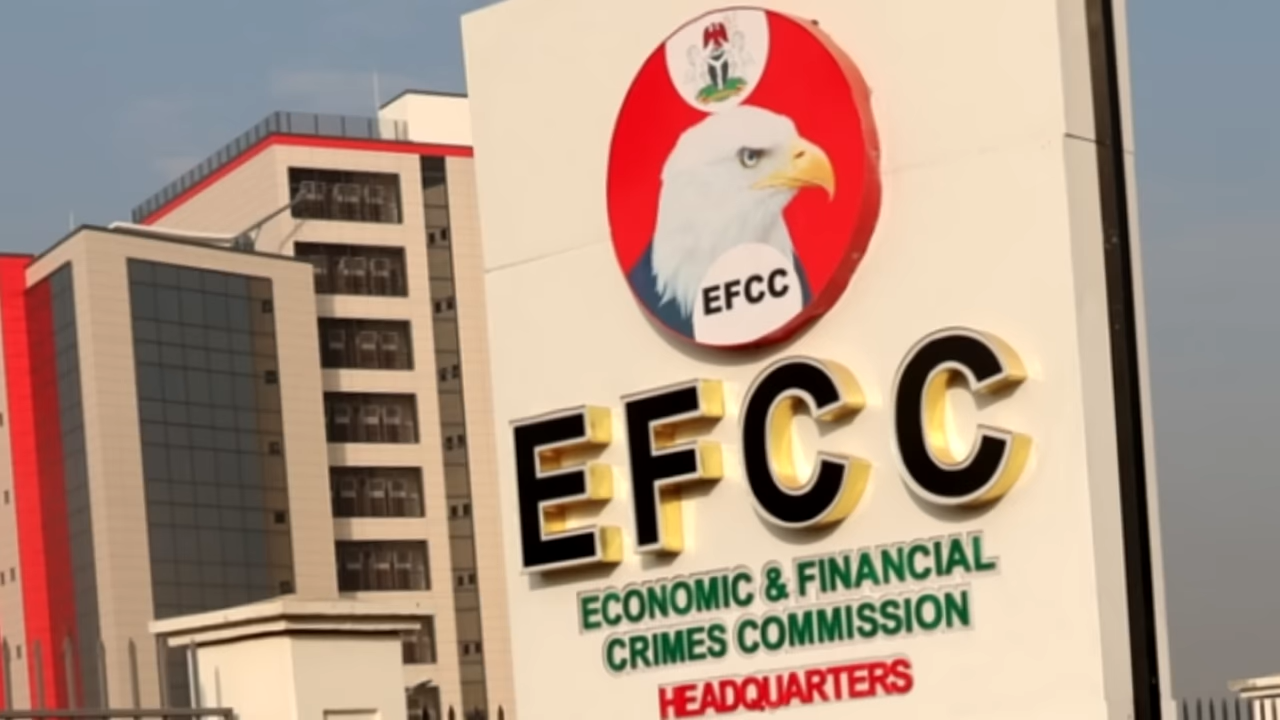 EFCC
EFCC
ECONOMIC & FINANCIAL
CRIMES COMMISSION
HEADQUARTERS